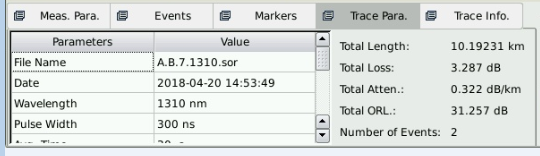 Meas. Para. Events Markers Trace Para. Trace Info.
Parameters Value
File Name A.B.7.1310.sor
Date 2018-04-20 14:53:49
Wavelength 1310 nm
Pulse Width 300 ns
Total Length: 10.19231 km
Total Loss: 3.287 dB
Total Atten.: 0.322 dB/km
Total ORL.: 31.257 dB
Number of Events: 2